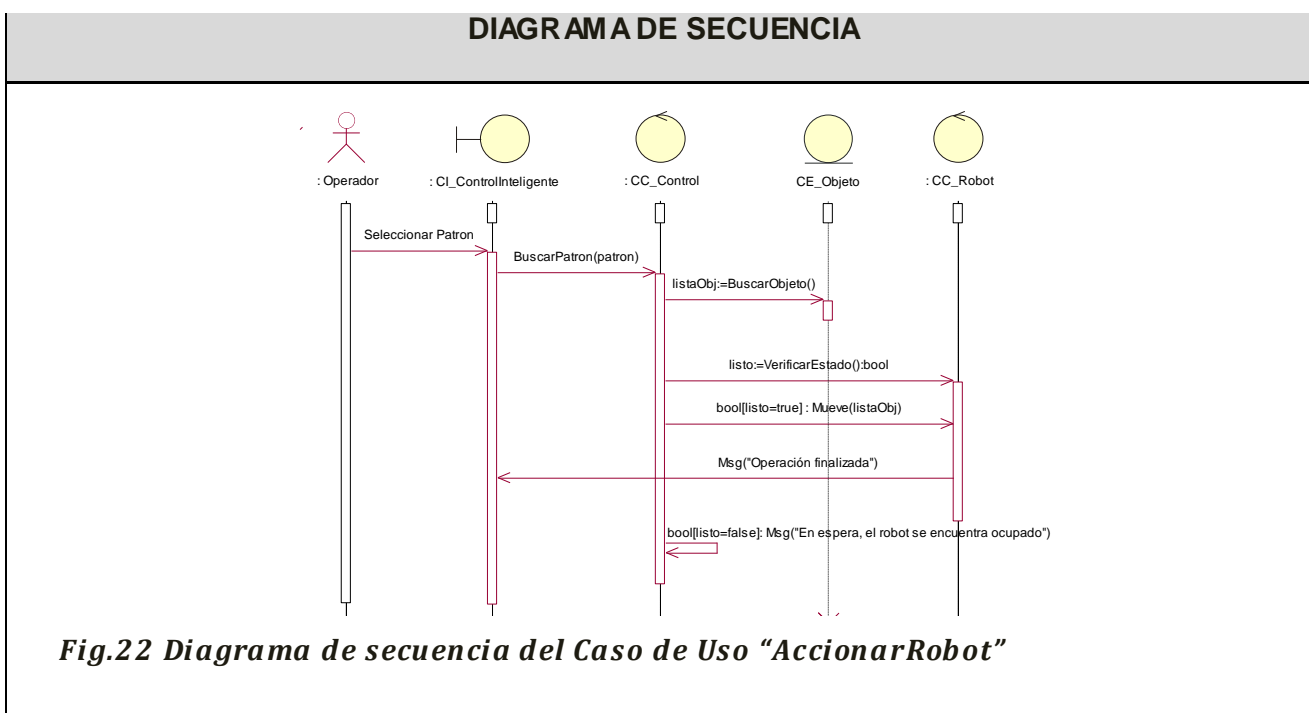 DIAGRAMA DE SECUENCIA
: Operador
: CI_ControlInteligente
: CC_Control
CE_Objeto
: CC_Robot
Seleccionar Patron
BuscarPatron(patron)
listaObj:=BuscarObjeto()
listo:=VerificarEstado():bool
bool[listo=true] : Mueve(listaObj)
Msg("Operación finalizada")
bool[listo=false]: Msg("En espera, el robot se encuentra ocupado")
Fig.22 Diagrama de secuencia del Caso de Uso “AccionarRobot”